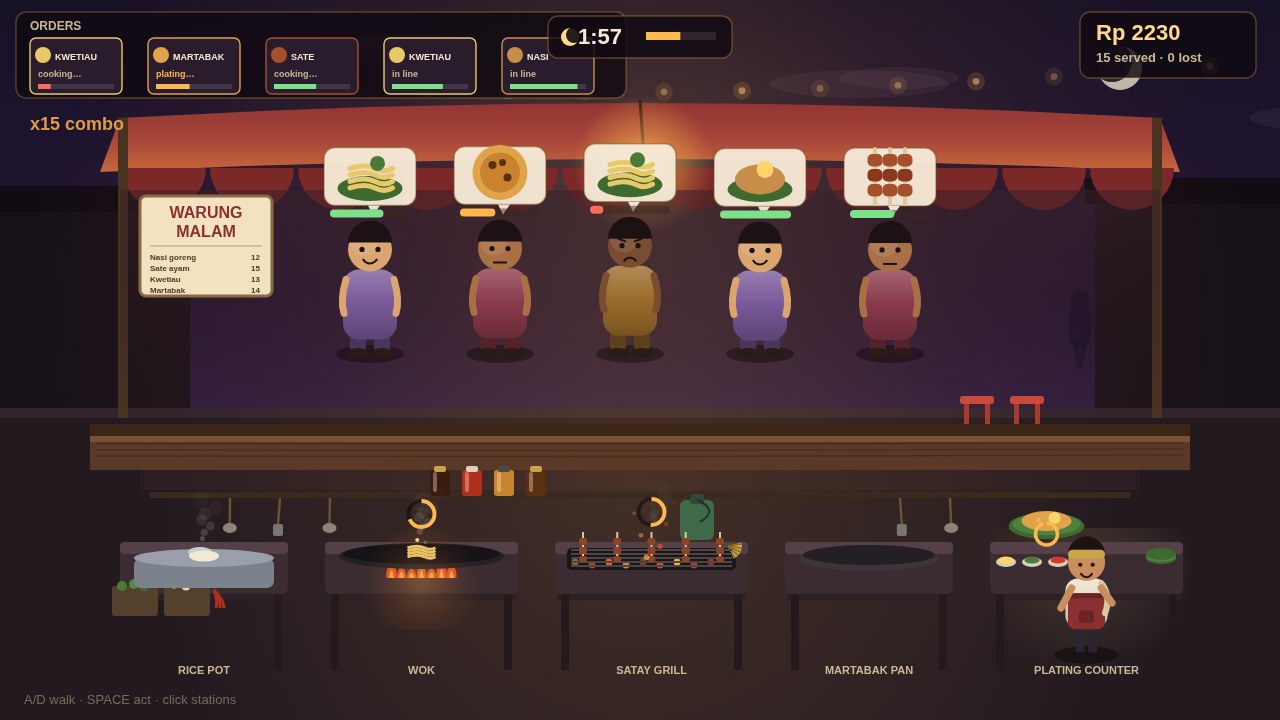 ORDERS
KWETIAU
cooking...
MARTABAK
plating...
SATE
cooking...
KWETIAU
in line
NASI
in line
1:57
Rp 2230
15 served · 0 lost
x15 combo
WARUNG
MALAM
Nasi goreng 12
Sate ayam 15
Kwetiau 13
Martabak 14
RICE POT
WOK
SATAY GRILL
MARTABAK PAN
PLATING COUNTER
A/D walk · SPACE act · click stations